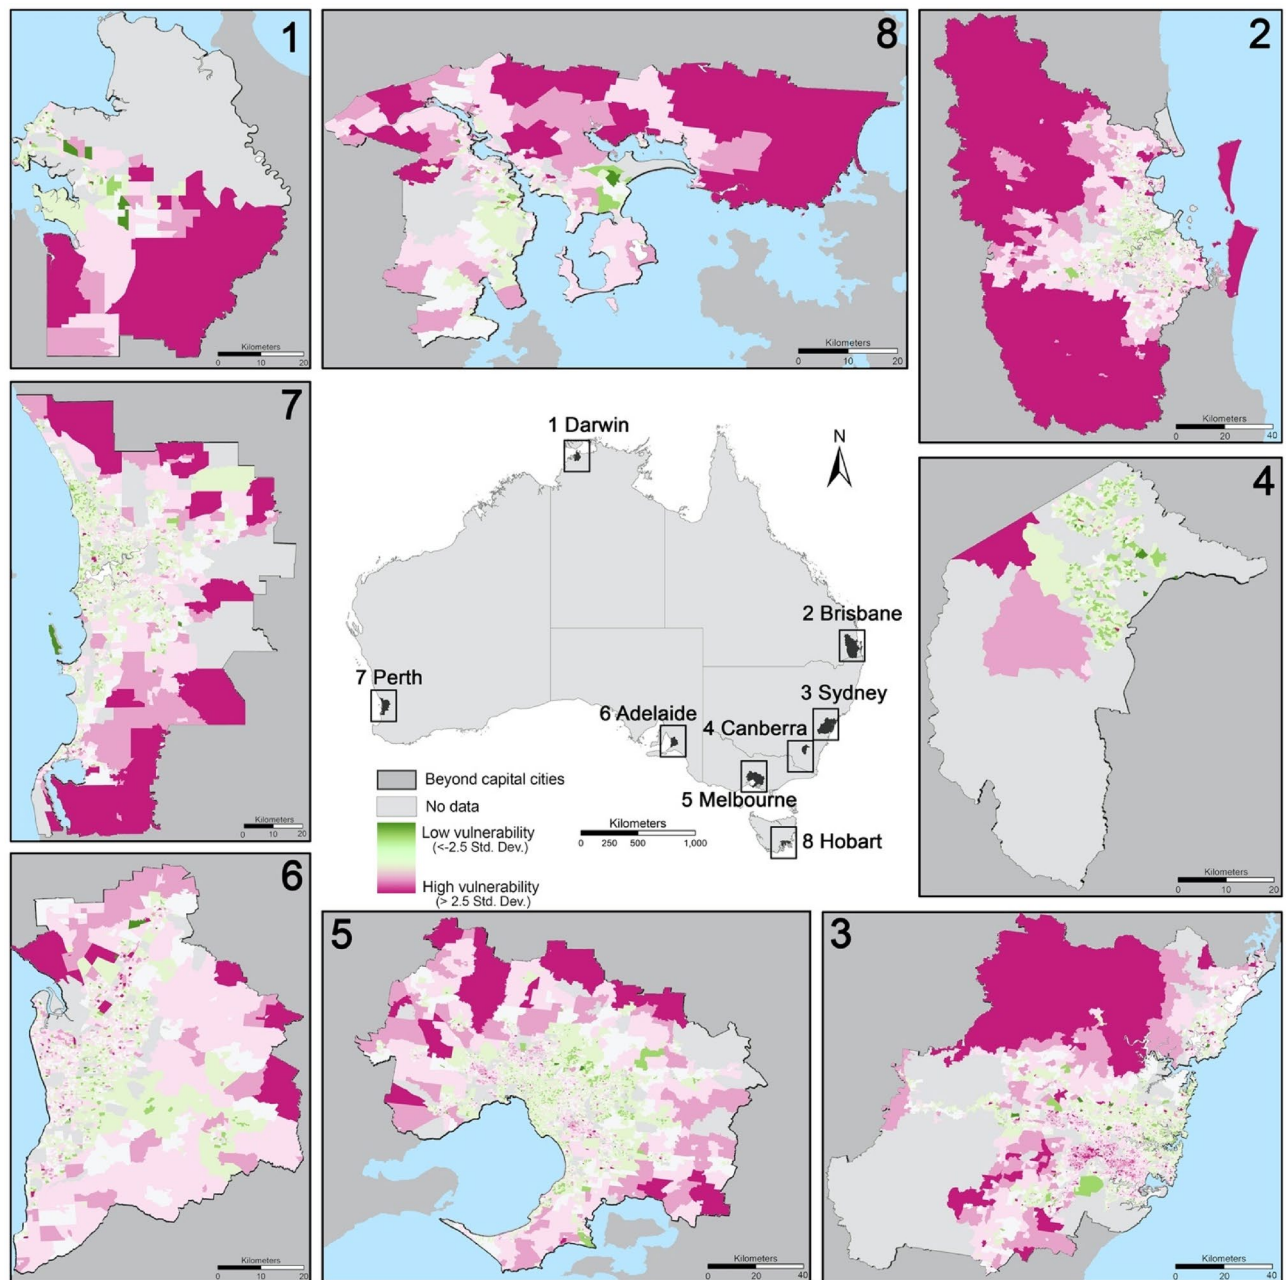 1
Kilometers
0 10 20
8
Kilometers
0 10 20
2
Kilometers
0 20 40
7
Kilometers
0 10 20
1 Darwin
N
2 Brisbane
3 Sydney
7 Perth
6 Adelaide
4 Canberra
5 Melbourne
8 Hobart
Beyond capital cities
No data
Low vulnerability
(<-2.5 Std. Dev.)
High vulnerability
(> 2.5 Std. Dev.)
Kilometers
0 250 500 1,000
4
Kilometers
0 10 20
6
Kilometers
0 10 20
5
Kilometers
0 20 40
3
Kilometers
0 20 40